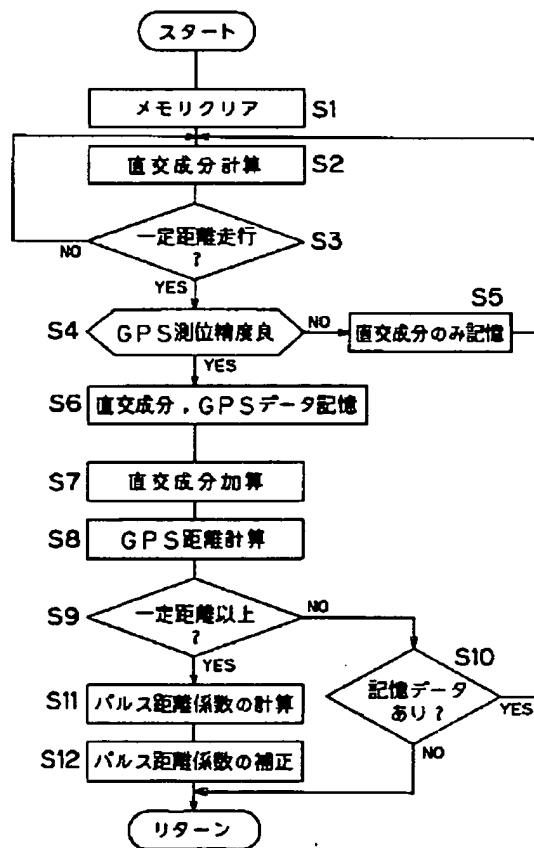 スタート
メモリクリア S1
直交成分計算 S2
一定距離走行
? S3
NO
YES
S4 GPS測位精度良
NO
YES
S5
直交成分のみ記憶
S6 直交成分,GPSデータ記憶
S7 直交成分加算
S8 GPS距離計算
S9 一定距離以上
?
NO
YES
S10
記憶データ
あり?
YES
NO
S11 パルス距離係数の計算
S12 パルス距離係数の補正
リターン